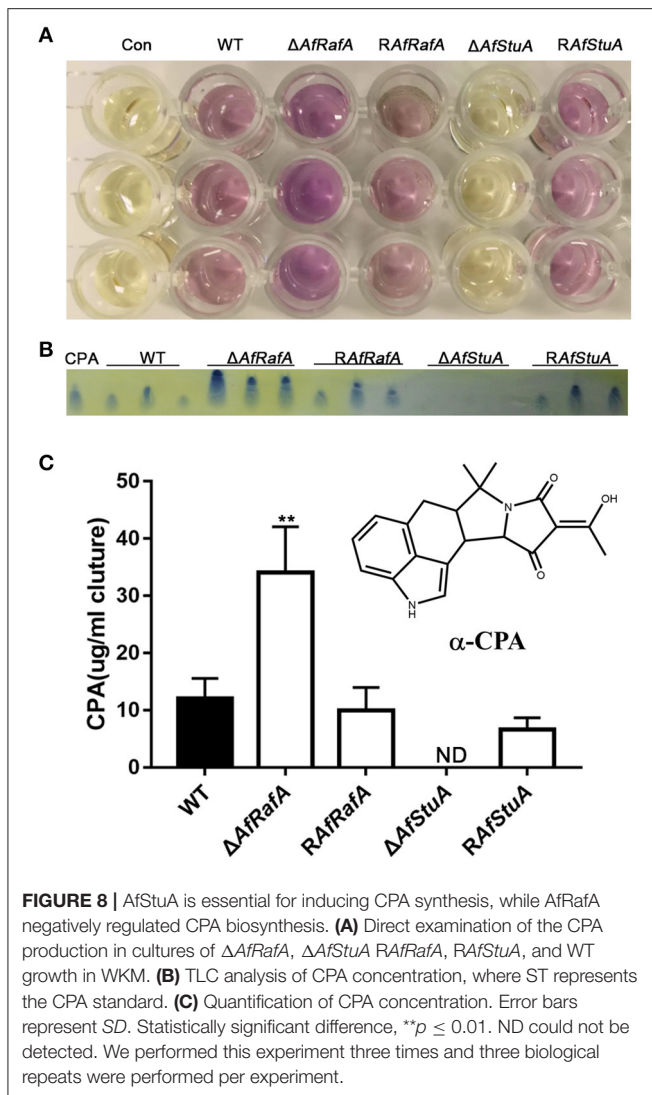 A
Con WT ΔAfRafA RAfRafA ΔAfStuA RAfStuA
B
CPA WT ΔAfRafA RAfRafA ΔAfStuA RAfStuA
C
CPA(ug/ml cluture)
50
40
30
20
10
0
**
ND
WT
ΔAfRafA
RAfRafA
ΔAfStuA
RAfStuA
O
OH
N
O
N
H
α-CPA
FIGURE 8 | AfStuA is essential for inducing CPA synthesis, while AfRafA
negatively regulated CPA biosynthesis. (A) Direct examination of the CPA
production in cultures of ΔAfRafA, ΔAfStuA RAfRafA, RAfStuA, and WT
growth in WKM. (B) TLC analysis of CPA concentration, where ST represents
the CPA standard. (C) Quantification of CPA concentration. Error bars
represent SD. Statistically significant difference, **p ≤ 0.01. ND could not be
detected. We performed this experiment three times and three biological
repeats were performed per experiment.